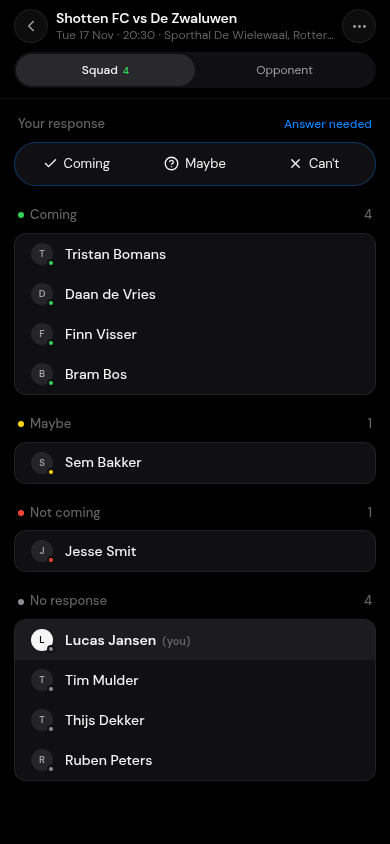 Shotten FC vs De Zwaluwen
Tue 17 Nov · 20:30 · Sporthal De Wielewaal, Rotter...
Squad 4
Opponent
Your response
Answer needed
Coming
Maybe
Can't
Coming
4
T
Tristan Bomans
D
Daan de Vries
F
Finn Visser
B
Bram Bos
Maybe
1
S
Sem Bakker
Not coming
1
J
Jesse Smit
No response
4
L
Lucas Jansen (you)
T
Tim Mulder
T
Thijs Dekker
R
Ruben Peters